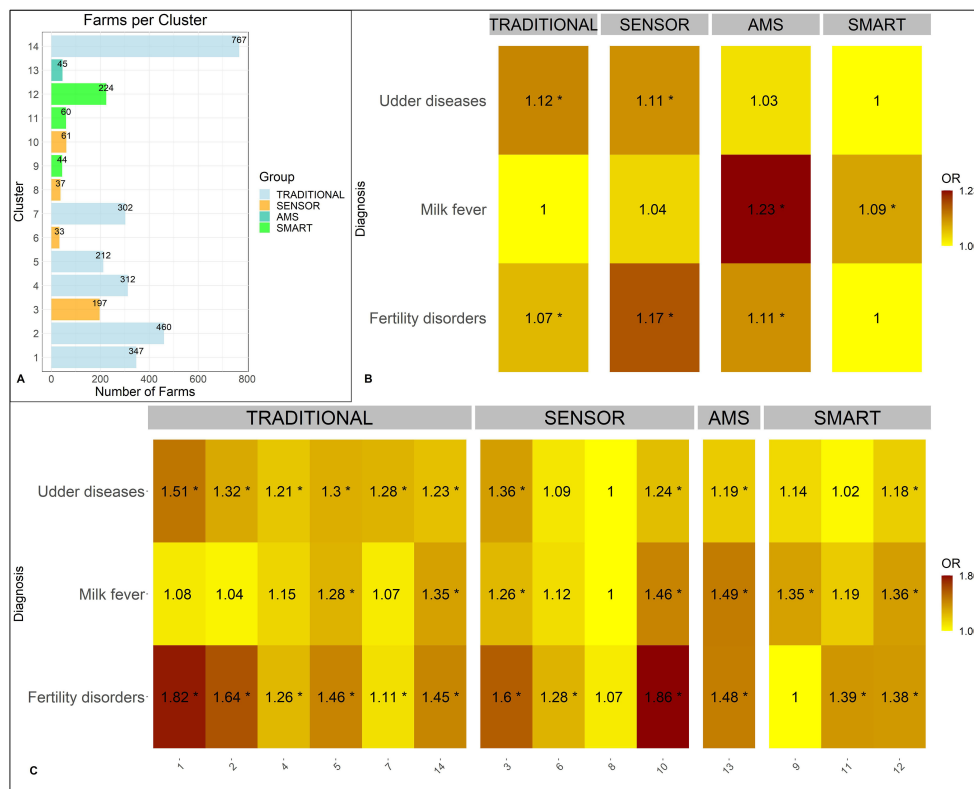 Farms per Cluster
14
767
13
45
12
224
11
60
10
61
9
44
8
37
7
302
6
33
5
212
4
312
3
197
2
460
1
347
Cluster
0 200 400 600 800
Number of Farms
A
Group
TRADITIONAL
SENSOR
AMS
SMART
TRADITIONAL SENSOR AMS SMART
Udder diseases 1.12 * 1.11 * 1.03 1
Milk fever 1 1.04 1.23 * 1.09 *
Fertility disorders 1.07 * 1.17 * 1.11 * 1
Diagnosis
B
OR
1.2
1.0
TRADITIONAL SENSOR AMS SMART
Udder diseases 1.51 * 1.32 * 1.21 * 1.3 * 1.28 * 1.23 * 1.36 * 1.09 1 1.24 * 1.19 * 1.14 1.02 1.18 *
Milk fever 1.08 1.04 1.15 1.28 * 1.07 1.35 * 1.26 * 1.12 1 1.46 * 1.49 * 1.35 * 1.19 1.36 *
Fertility disorders 1.82 * 1.64 * 1.26 * 1.46 * 1.11 * 1.45 * 1.6 * 1.28 * 1.07 1.86 * 1.48 * 1 1.39 * 1.38 *
1 2 4 5 7 14 3 6 8 10 13 9 11 12
Diagnosis
C
OR
1.8
1.0